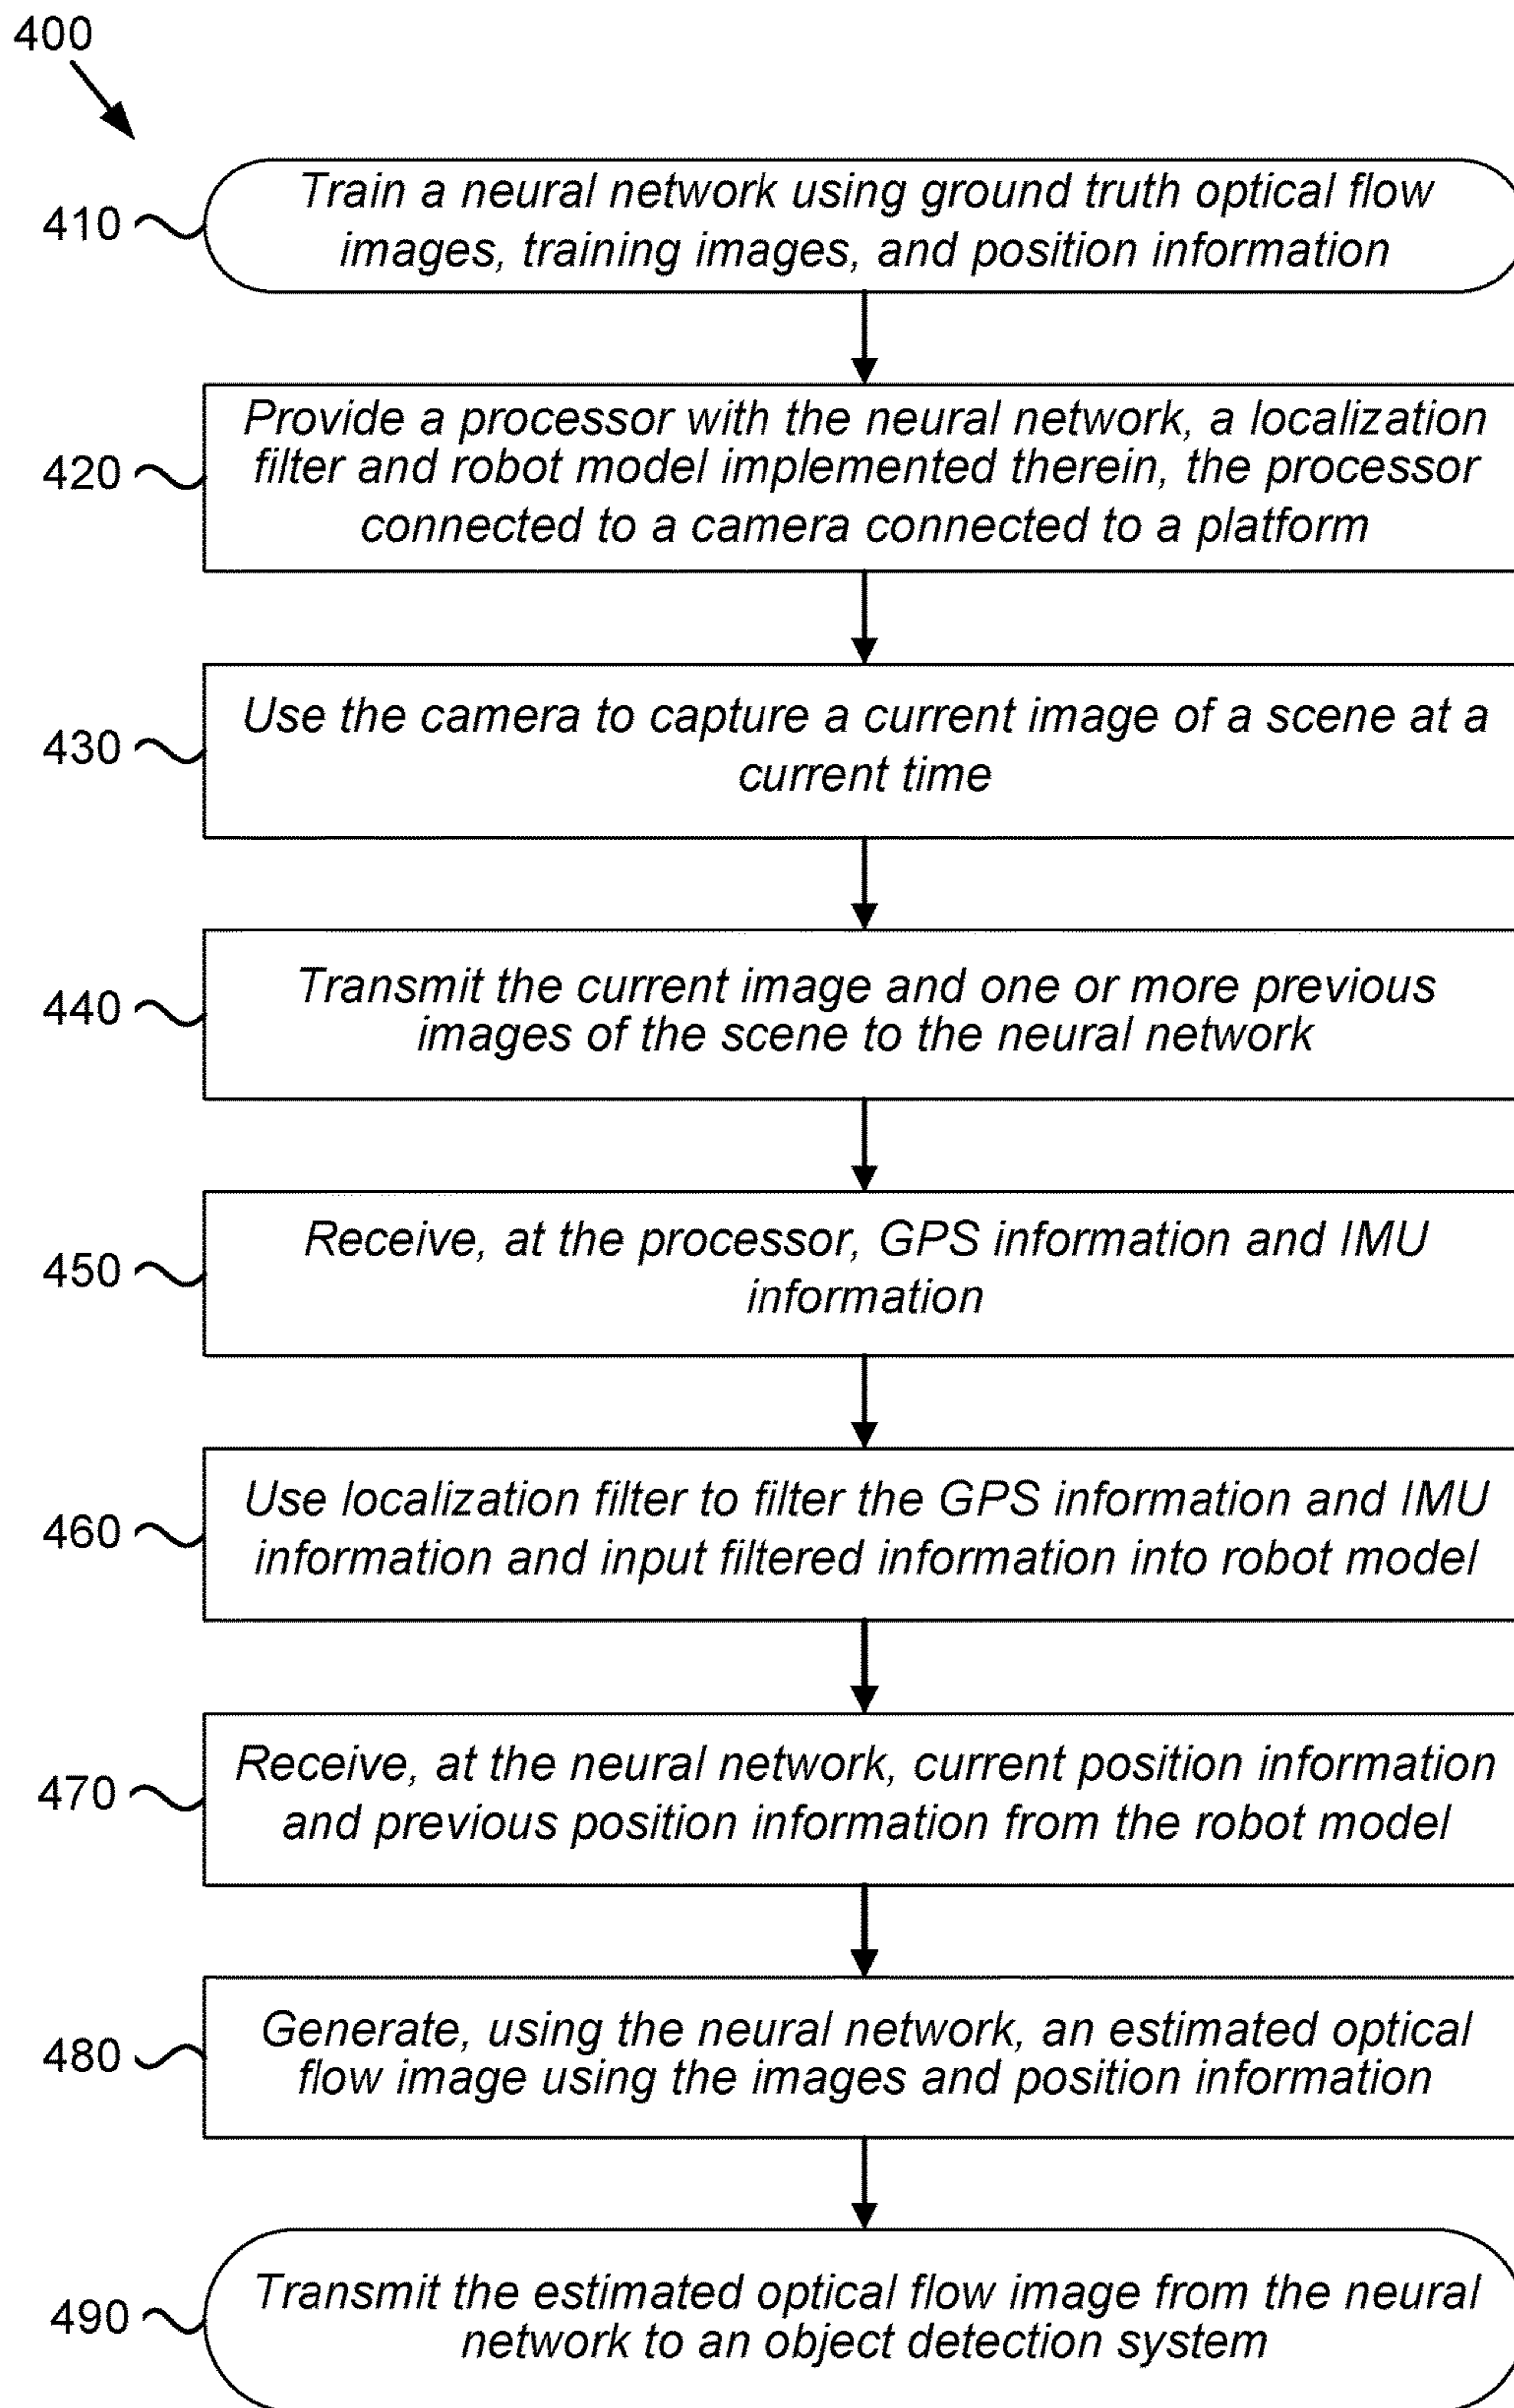 400
410
Train a neural network using ground truth optical flow
images, training images, and position information
420
Provide a processor with the neural network, a localization
filter and robot model implemented therein, the processor
connected to a camera connected to a platform
430
Use the camera to capture a current image of a scene at a
current time
440
Transmit the current image and one or more previous
images of the scene to the neural network
450
Receive, at the processor, GPS information and IMU
information
460
Use localization filter to filter the GPS information and IMU
information and input filtered information into robot model
470
Receive, at the neural network, current position information
and previous position information from the robot model
480
Generate, using the neural network, an estimated optical
flow image using the images and position information
490
Transmit the estimated optical flow image from the neural
network to an object detection system